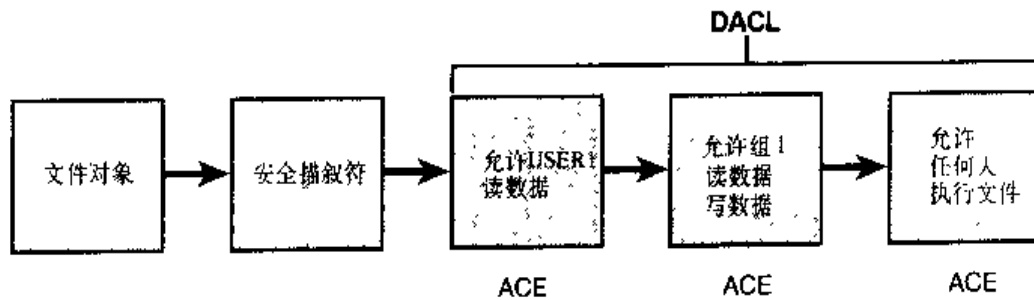 DACL
文件对象
安全描叙符
允许USER1
读数据
允许组1
读数据
写数据
允许
任何人
执行文件
ACE
ACE
ACE